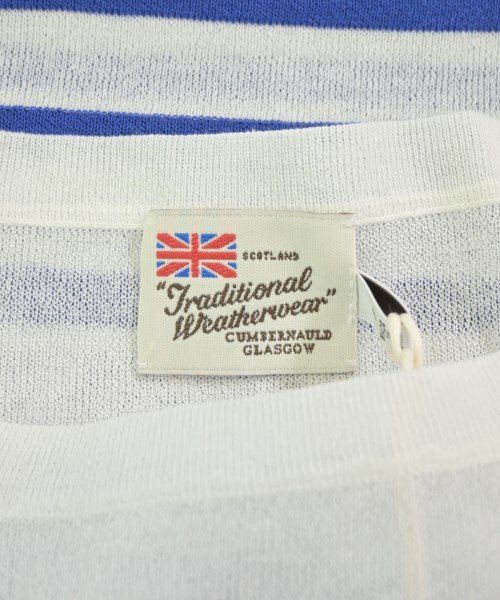 SCOTLAND
"Traditional
Weatherwear"
CUMBERNAULD
GLASGOW